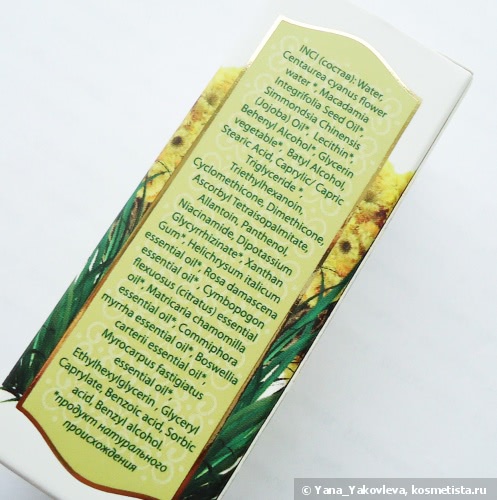 INCI (состав): Water,
Centaurea cyanus flower
water *, Macadamia
Integrifolia Seed Oil*,
Simmondsia Chinensis
(Jojoba) Oil*, Lecithin*,
Behenyl Alcohol*, Glycerin
vegetable*, Batyl Alcohol,
Stearic Acid, Caprylic/ Capric
Triglyceride *,
Triethylhexanoin,
Cyclomethicone, Dimethicone,
Ascorbyl Tetraisopalmitate,
Allantoin, Panthenol,
Niacinamide, Dipotassium
Glycyrrhizinate*, Xanthan
Gum*, Helichrysum italicum
essential oil*, Rosa damascena
essential oil*, Cymbopogon
flexuosus (citratus) essential
oil*, Matricaria chamomilla
essential oil*, Commiphora
myrrha essential oil*, Boswellia
carterii essential oil*,
Myrocarpus fastigiatus
essential oil*,
Ethylhexylglycerin , Glyceryl
Caprylate, Benzoic acid, Sorbic
acid, Benzyl alcohol.
*продукт натурального
происхождения
© Yana_Yakovleva, kosmetista.ru